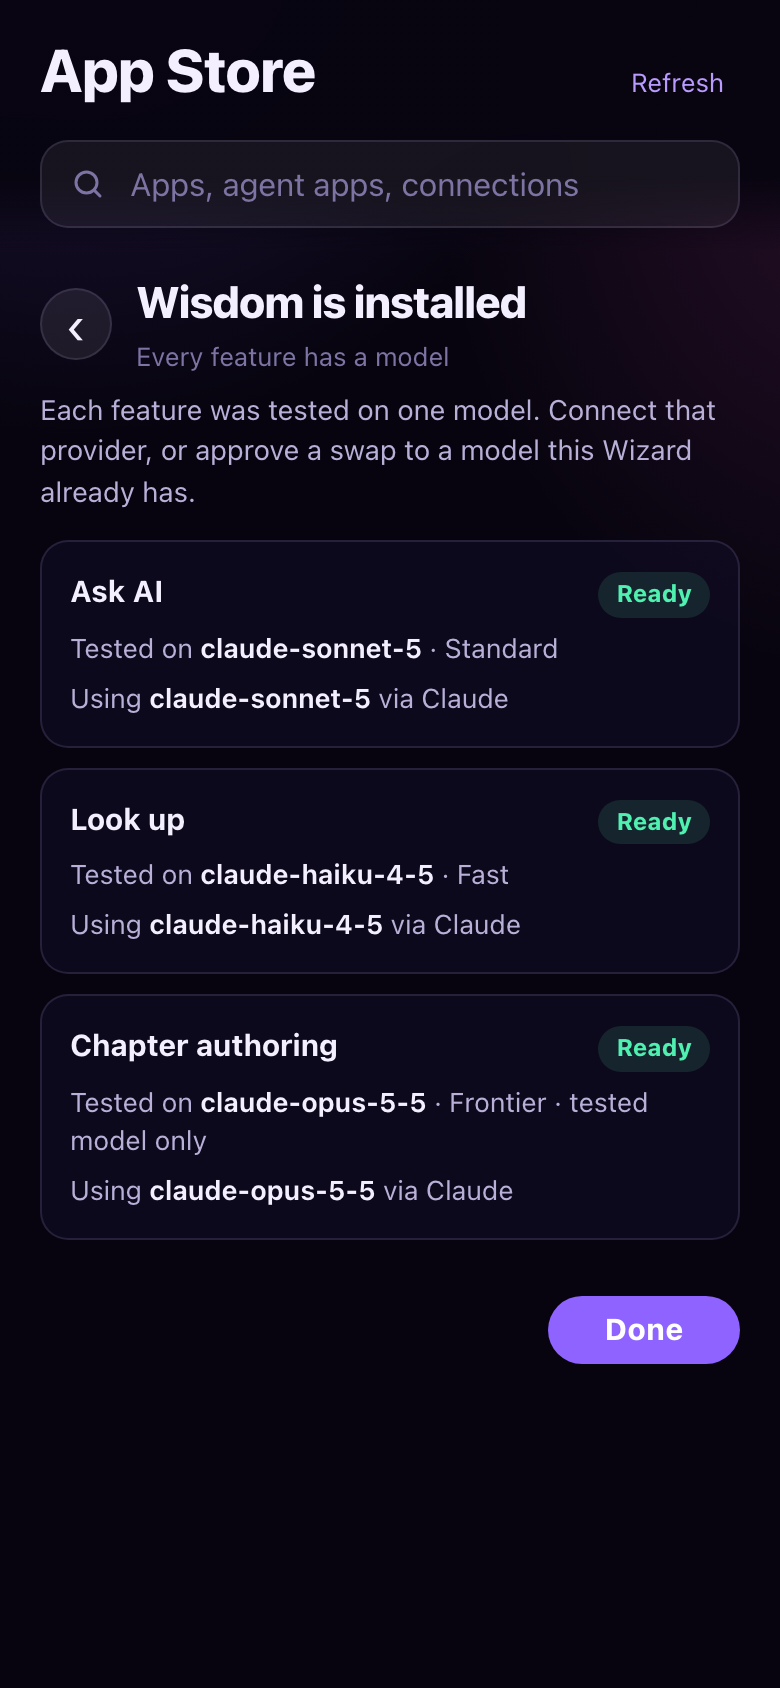 App Store
Refresh
Apps, agent apps, connections
Wisdom is installed
Every feature has a model
Each feature was tested on one model. Connect that
provider, or approve a swap to a model this Wizard
already has.
Ask AI
Ready
Tested on claude-sonnet-5 · Standard
Using claude-sonnet-5 via Claude
Look up
Ready
Tested on claude-haiku-4-5 · Fast
Using claude-haiku-4-5 via Claude
Chapter authoring
Ready
Tested on claude-opus-5-5 · Frontier · tested
model only
Using claude-opus-5-5 via Claude
Done